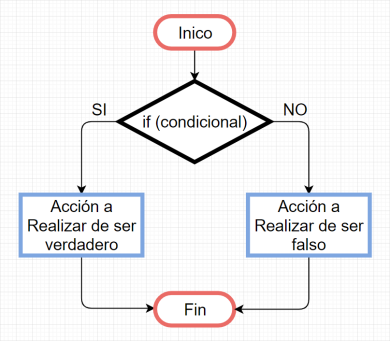 Inico
if (condicional)
SI
NO
Acción a
Realizar de ser
verdadero
Acción a
Realizar de ser
falso
Fin